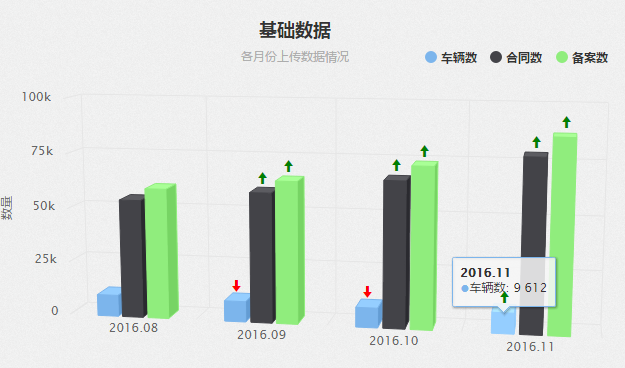 基础数据
各月份上传数据情况
车辆数 合同数 备案数
100k
75k
50k
25k
0
数量
2016.11
车辆数: 9 612
2016.08
2016.09
2016.10
2016.11